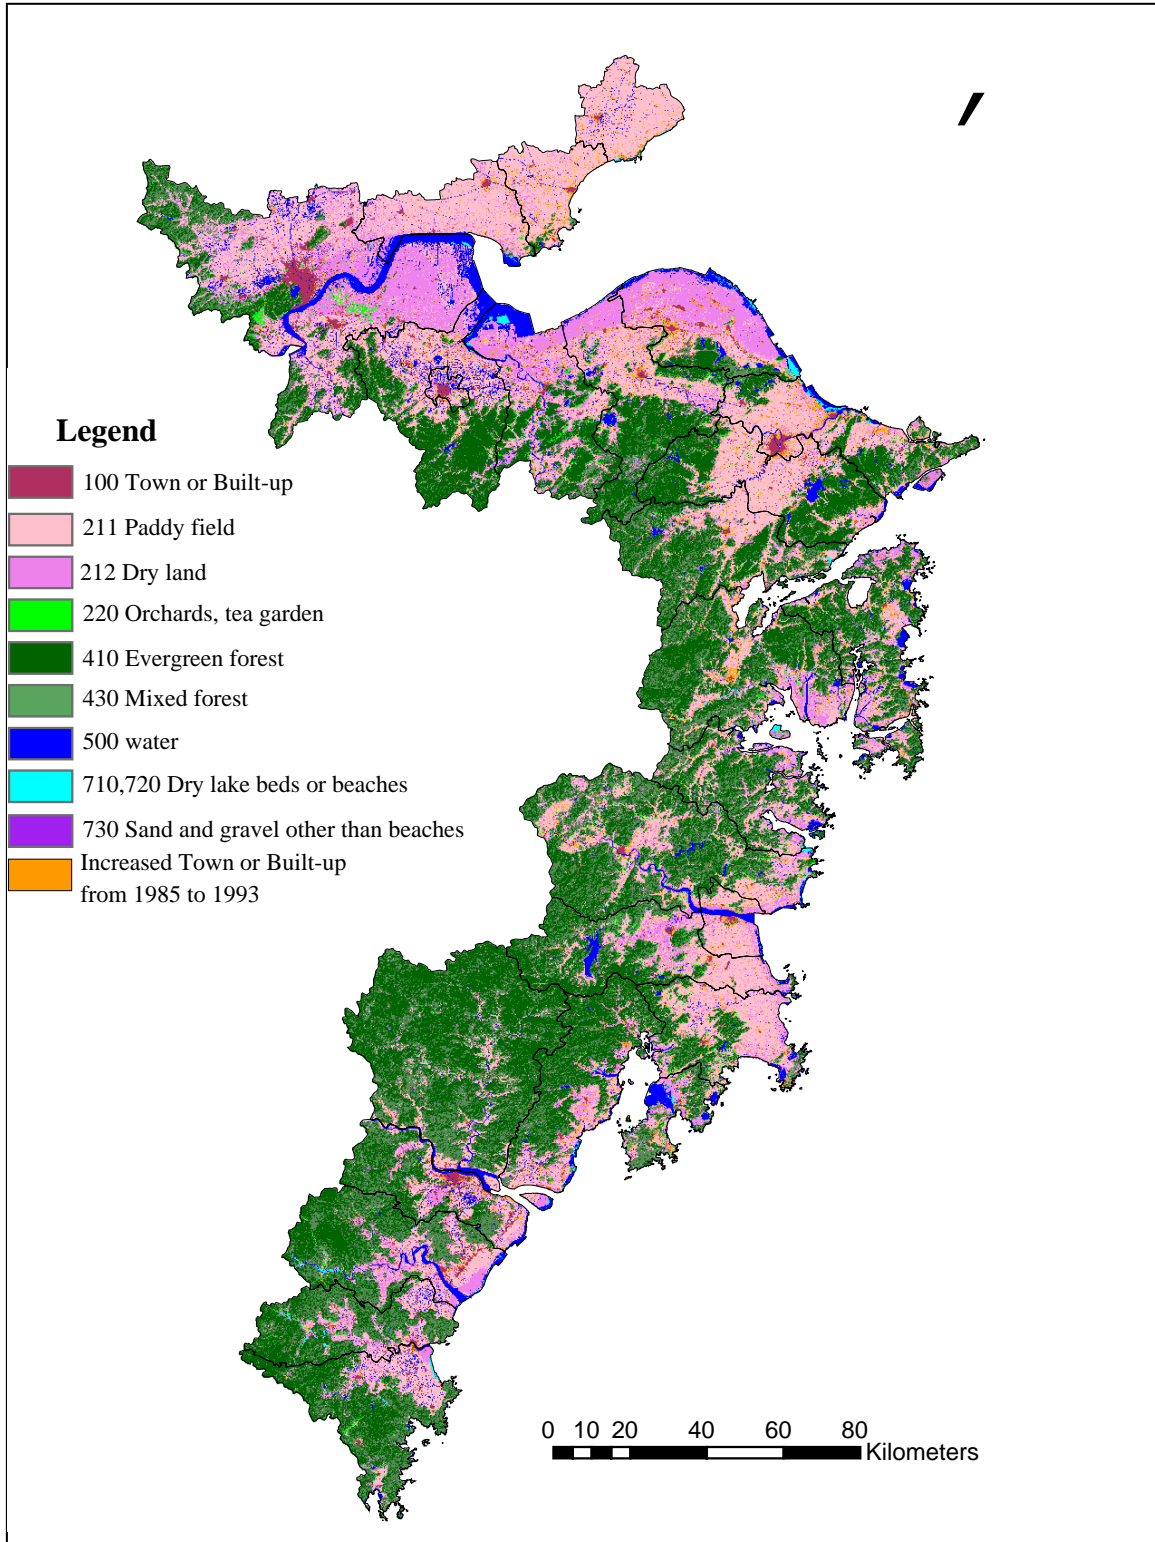 Legend
100 Town or Built-up
211 Paddy field
212 Dry land
220 Orchards, tea garden
410 Evergreen forest
430 Mixed forest
500 water
710,720 Dry lake beds or beaches
730 Sand and gravel other than beaches
Increased Town or Built-up
from 1985 to 1993
0 10 20 40 60 80
Kilometers